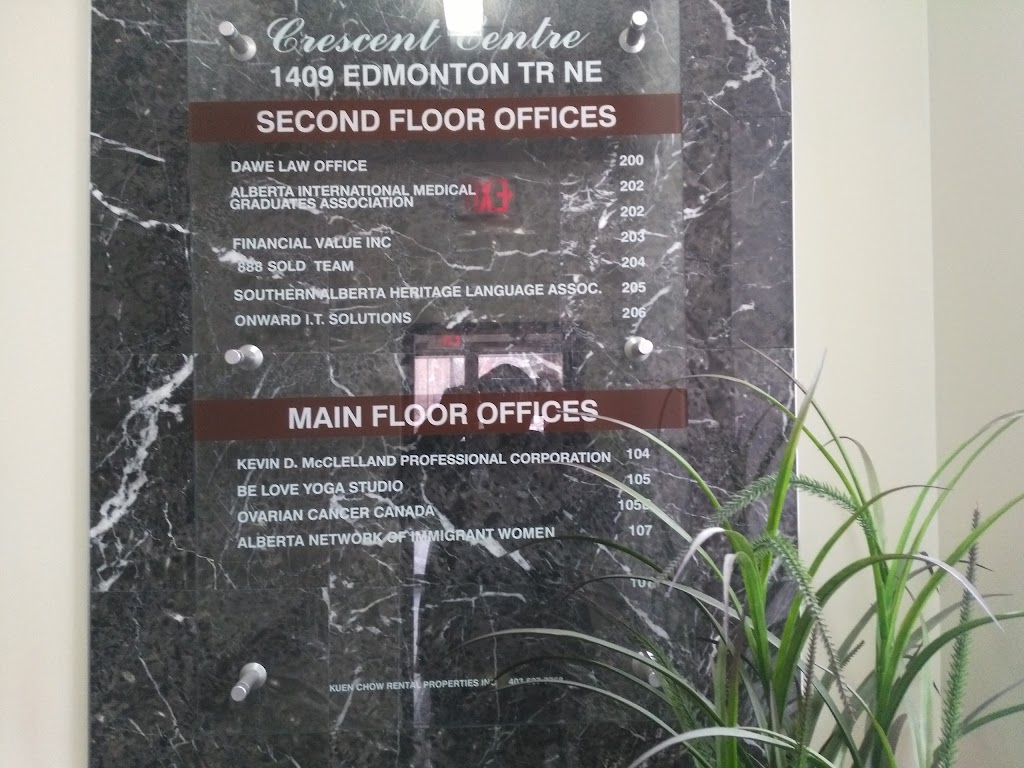 Crescent Centre
1409 EDMONTON TR NE
SECOND FLOOR OFFICES
DAWE LAW OFFICE 200
ALBERTA INTERNATIONAL MEDICAL 202
GRADUATES ASSOCIATION
202
FINANCIAL VALUE INC 203
888 SOLD TEAM 204
SOUTHERN ALBERTA HERITAGE LANGUAGE ASSOC. 205
ONWARD I.T. SOLUTIONS 206
MAIN FLOOR OFFICES
KEVIN D. McCLELLAND PROFESSIONAL CORPORATION 104
BE LOVE YOGA STUDIO 105
OVARIAN CANCER CANADA
ALBERTA NETWORK OF IMMIGRANT WOMEN 107
KUEN CHOW RENTAL PROPERTIES INC